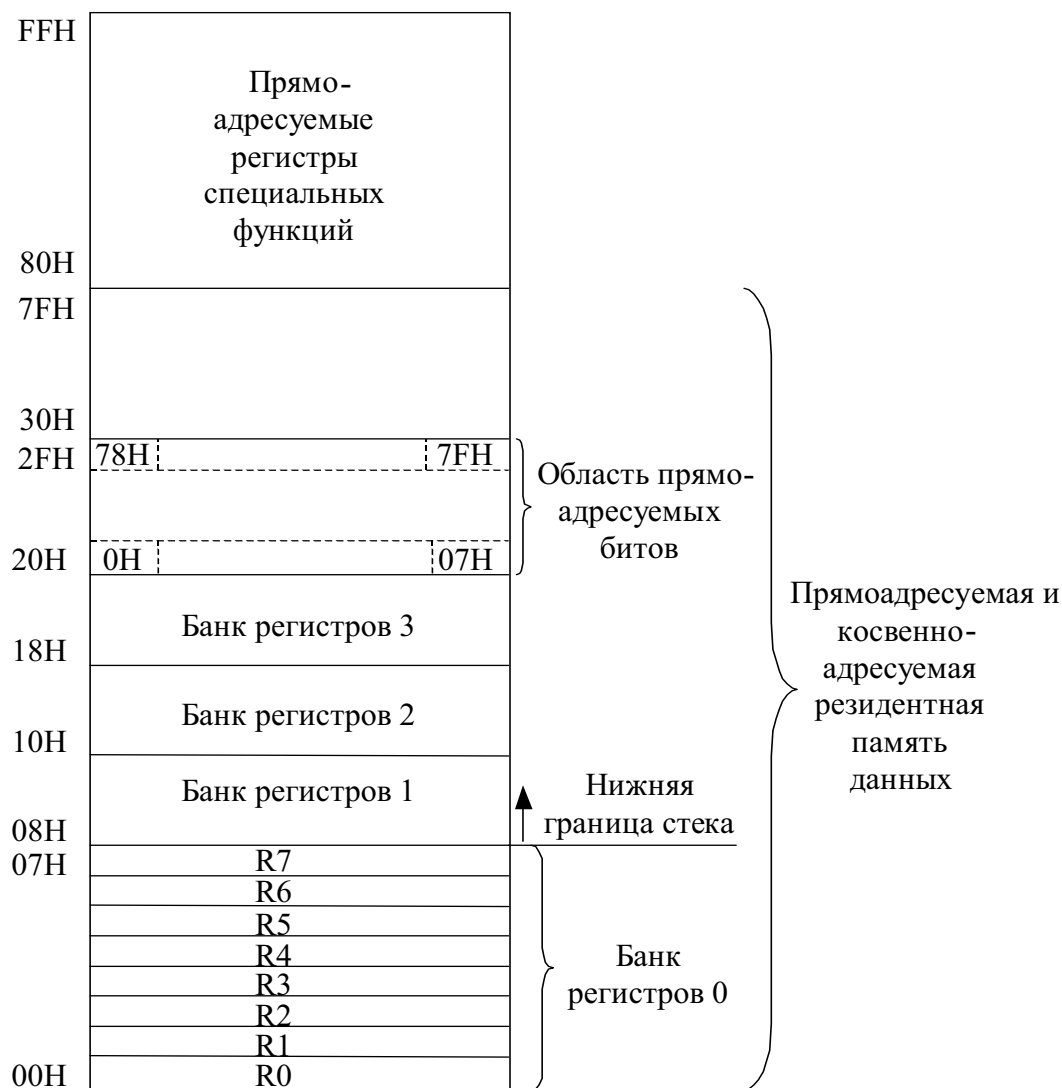 FFH
Прямо-
адресуемые
регистры
специальных
функций
80H
7FH
30H
2FH
78H
7FH
Область прямо-
адресуемых
битов
20H
0H
07H
Банк регистров 3
18H
Прямоадресуемая и
косвенно-
адресуемая
резидентная
память
данных
Банк регистров 2
10H
Банк регистров 1
Нижняя
граница стека
08H
07H
R7
R6
R5
R4
R3
R2
R1
R0
Банк
регистров 0
00H